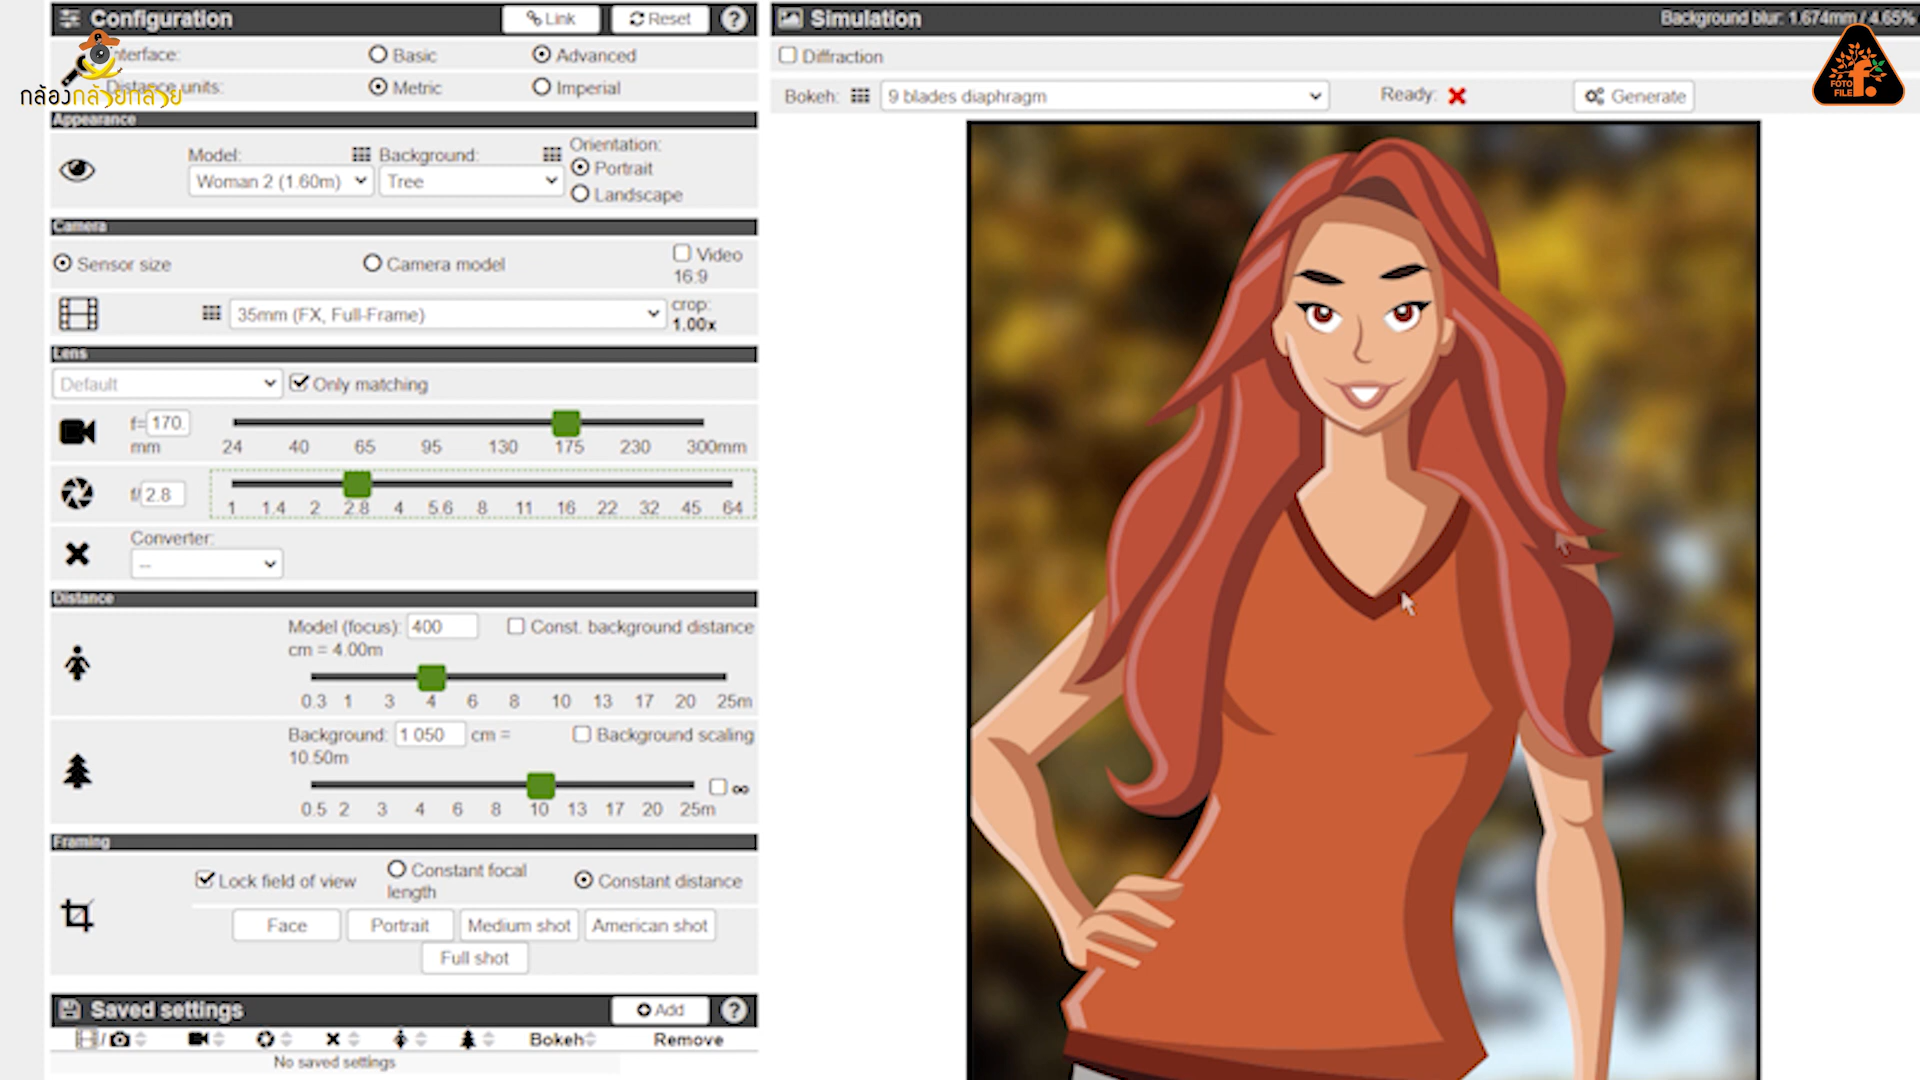 Configuration
Link
Reset
?
Interface:
Basic
Advanced
กล้องกล้วยกล้วย
Distance units:
Metric
Imperial
Appearance
Model:
Background:
Orientation:
Woman 2 (1.60m)
Tree
Portrait
Landscape
Camera
Sensor size
Camera model
Video
16:9
35mm (FX, Full-Frame)
crop:
1.00x
Lens
Default
Only matching
f= 170.
mm
24 40 65 95 130 175 230 300mm
f/ 2.8
1 1.4 2 2.8 4 5.6 8 11 16 22 32 45 64
Converter:
--
Distance
Model (focus): 400
cm = 4.00m
Const. background distance
0.3 1 3 4 6 8 10 13 17 20 25m
Background: 1 050 cm =
10.50m
Background scaling
∞
0.5 2 3 4 6 8 10 13 17 20 25m
Framing
Lock field of view
Constant focal
length
Constant distance
Face
Portrait
Medium shot
American shot
Full shot
Saved settings
Add
?
/
Bokeh
Remove
No saved settings
Simulation
Background blur: 1.674mm / 4.65%
Diffraction
Bokeh:
9 blades diaphragm
Ready:
Generate
FOTO
FILE
f.